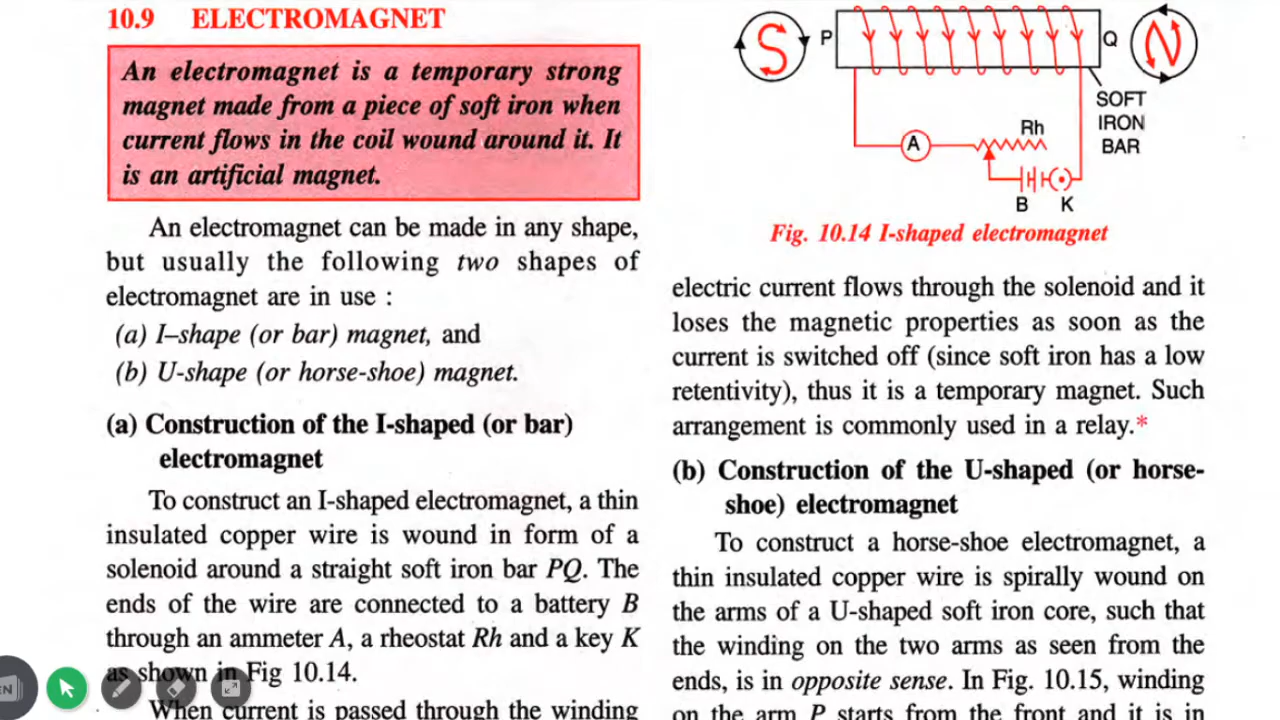 10.9 ELECTROMAGNET
An electromagnet is a temporary strong
magnet made from a piece of soft iron when
current flows in the coil wound around it. It
is an artificial magnet.
An electromagnet can be made in any shape,
but usually the following two shapes of
electromagnet are in use :
(a) I–shape (or bar) magnet, and
(b) U-shape (or horse-shoe) magnet.
(a) Construction of the I-shaped (or bar)
electromagnet
To construct an I-shaped electromagnet, a thin
insulated copper wire is wound in form of a
solenoid around a straight soft iron bar PQ. The
ends of the wire are connected to a battery B
through an ammeter A, a rheostat Rh and a key K
as shown in Fig 10.14.
When current is passed through the winding
EN
S P Q N
SOFT
IRON
BAR
A Rh
B K
Fig. 10.14 I-shaped electromagnet
electric current flows through the solenoid and it
loses the magnetic properties as soon as the
current is switched off (since soft iron has a low
retentivity), thus it is a temporary magnet. Such
arrangement is commonly used in a relay.*
(b) Construction of the U-shaped (or horse-
shoe) electromagnet
To construct a horse-shoe electromagnet, a
thin insulated copper wire is spirally wound on
the arms of a U-shaped soft iron core, such that
the winding on the two arms as seen from the
ends, is in opposite sense. In Fig. 10.15, winding
on the arm P starts from the front and it is in